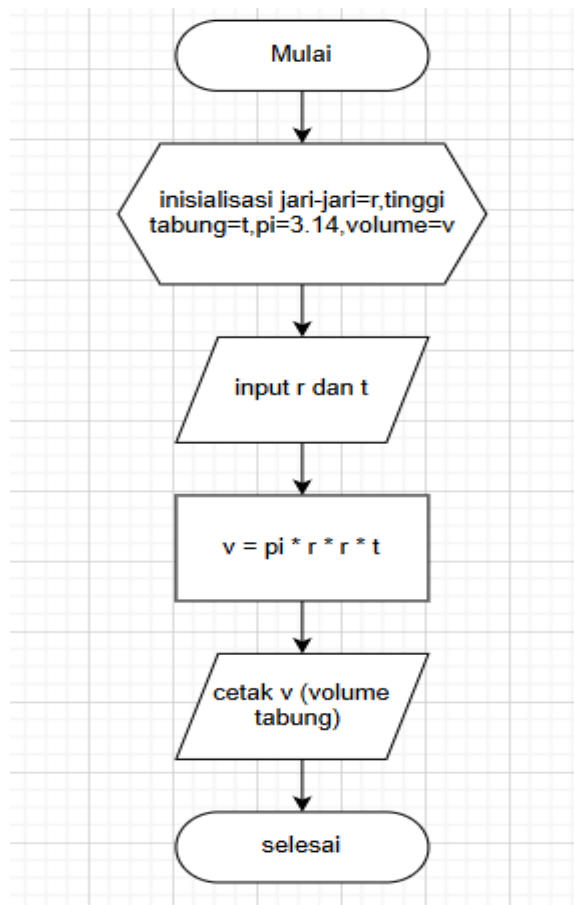 Mulai
inisialisasi jari-jari=r,tinggi
tabung=t,pi=3.14,volume=v
input r dan t
v = pi * r * r * t
cetak v (volume
tabung)
selesai